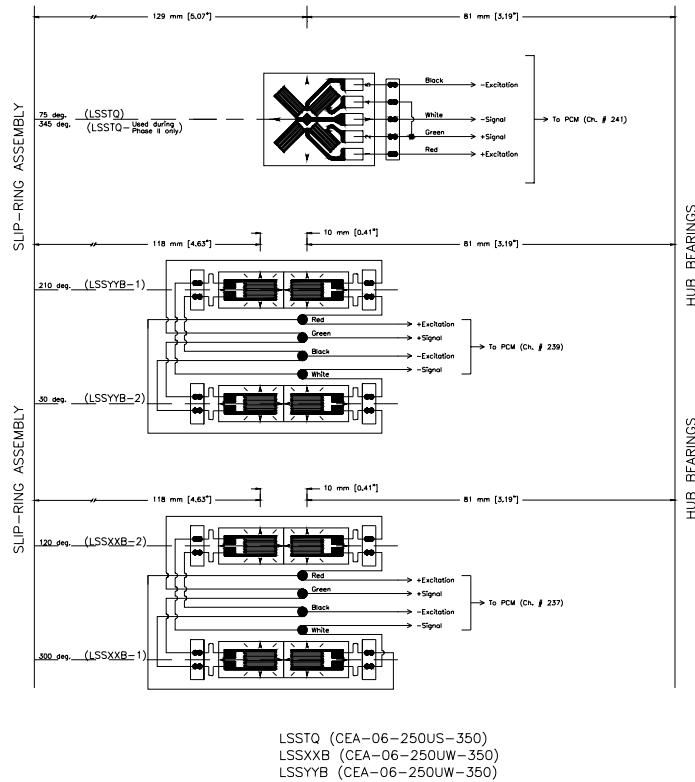 129 mm [5.07"]
81 mm [3.19"]
SLIP-RING ASSEMBLY
75 deg. (LSSTQ)
345 deg. (LSSTQ- Used during Phase II only)
5
4
2
1
Black
White
Green
Red
-Excitation
-Signal
+Signal
+Excitation
To PCM (Ch. # 241)
HUB BEARINGS
118 mm [4.63"]
10 mm [0.41"]
81 mm [3.19"]
210 deg. (LSSYYB-1)
Red
Green
Black
White
+Excitation
+Signal
-Excitation
-Signal
To PCM (Ch. # 239)
30 deg. (LSSYYB-2)
SLIP-RING ASSEMBLY
HUB BEARINGS
118 mm [4.63"]
10 mm [0.41"]
81 mm [3.19"]
120 deg. (LSSXXB-2)
Red
Green
Black
White
+Excitation
+Signal
-Excitation
-Signal
To PCM (Ch. # 237)
300 deg. (LSSXXB-1)
LSSTQ (CEA-06-250US-350)
LSSXXB (CEA-06-250UW-350)
LSSYYB (CEA-06-250UW-350)